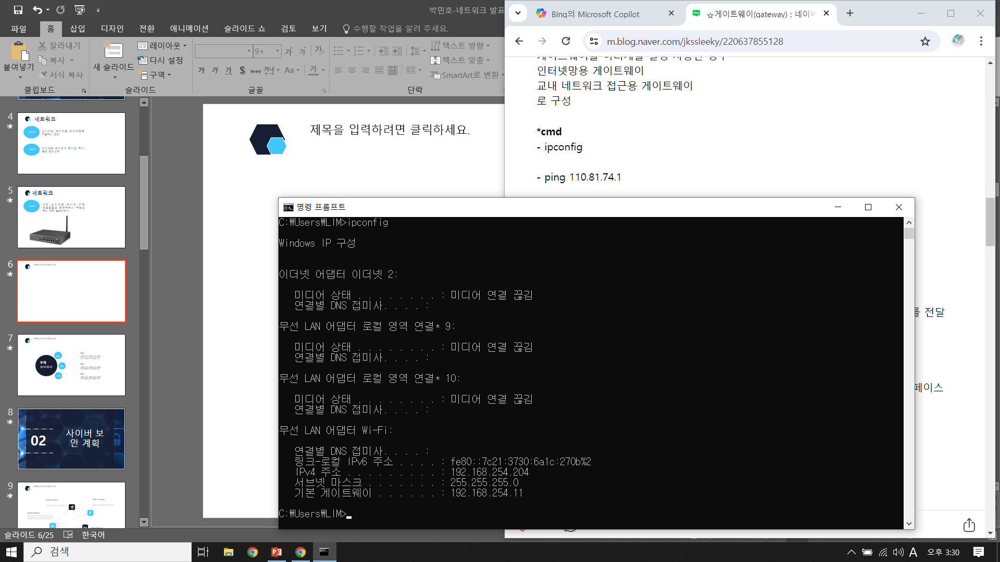 박민호-네트워크 발표
파일 홈 삽입 디자인 전환 애니메이션 슬라이드 쇼 검토 보기 수행할 작업을 알려 주세요.
붙여넣기
잘라내기
복사
서식 복사
클립보드
새 슬라이드
레이아웃
다시 설정
구역
슬라이드
9+
가 가 가 S 간 Aa 가
글꼴
텍스트 방향
텍스트 맞춤
SmartArt로 변환
단락
4
네트워크
5
네트워크
6
7
8
02
사이버 보
안 계획
9
제목을 입력하려면 클릭하세요.
슬라이드 6/25 한국어
Bing의 Microsoft Copilot
☆게이트웨이(gateway) : 네이버
m.blog.naver.com/jkssleeky/220637855128
인터넷망용 게이트웨이
교내 네트워크 접근용 게이트웨이
로 구성
*cmd
- ipconfig
- ping 110.81.74.1
를 전달
페이스
명령 프롬프트
C:\Users\LIM>ipconfig
Windows IP 구성
이더넷 어댑터 이더넷 2:
미디어 상태 . . . . . . . . : 미디어 연결 끊김
연결별 DNS 접미사. . . . :
무선 LAN 어댑터 로컬 영역 연결* 9:
미디어 상태 . . . . . . . . : 미디어 연결 끊김
연결별 DNS 접미사. . . . :
무선 LAN 어댑터 로컬 영역 연결* 10:
미디어 상태 . . . . . . . . : 미디어 연결 끊김
연결별 DNS 접미사. . . . :
무선 LAN 어댑터 Wi-Fi:
연결별 DNS 접미사. . . . :
링크-로컬 IPv6 주소 . . . . : fe80::7c21:3730:6a1c:270b%2
IPv4 주소 . . . . . . . . . : 192.168.254.204
서브넷 마스크 . . . . . . . : 255.255.255.0
기본 게이트웨이 . . . . . . : 192.168.254.11
C:\Users\LIM>
검색
A
오후 3:30